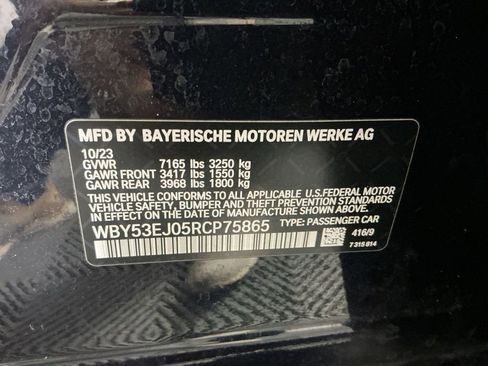 MFD BY BAYERISCHE MOTOREN WERKE AG
10/23
GVWR 7165 lbs 3250 kg
GAWR FRONT 3417 lbs 1550 kg
GAWR REAR 3968 lbs 1800 kg
THIS VEHICLE CONFORMS TO ALL APPLICABLE U.S.FEDERAL MOTOR
VEHICLE SAFETY, BUMPER AND THEFT PREVENTION STANDARDS
IN EFFECT ON THE DATE OF MANUFACTURE SHOWN ABOVE.
WBY53EJ05RCP75865 TYPE: PASSENGER CAR
416/9
7 315 814